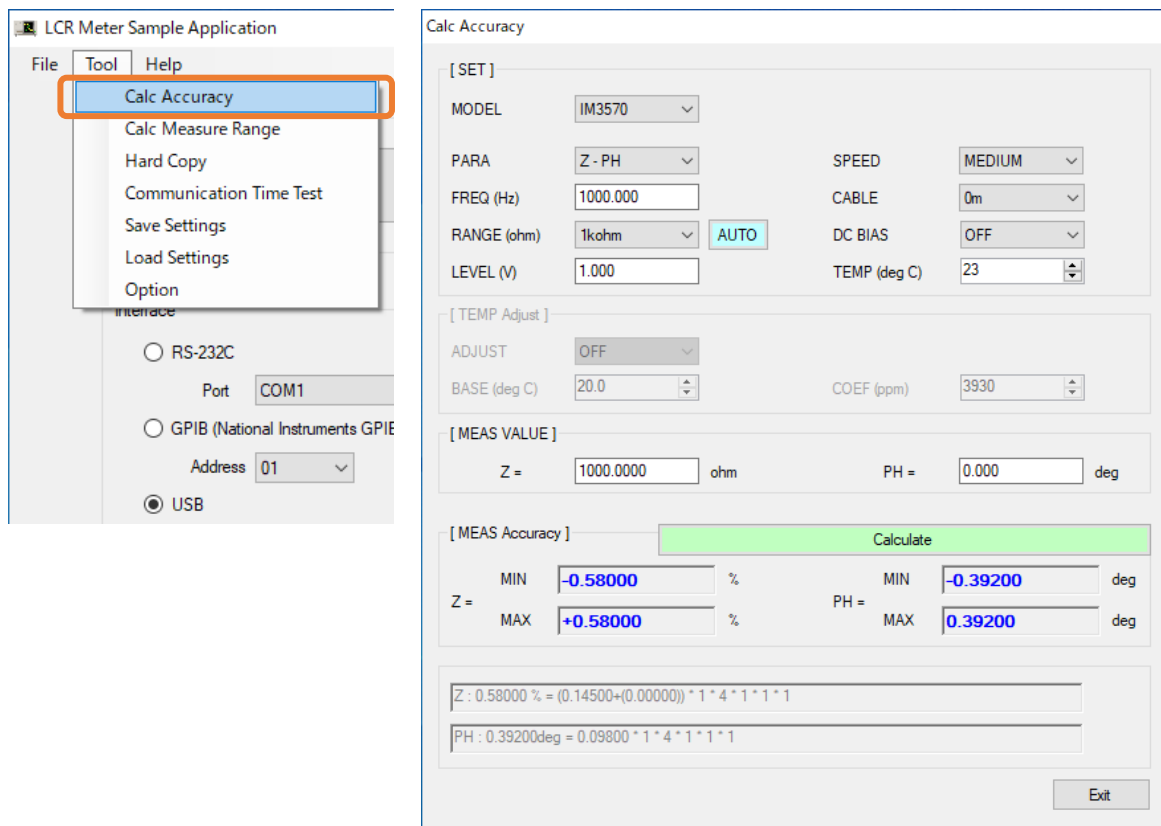 LCR Meter Sample Application
File Tool Help
Calc Accuracy
Calc Measure Range
Hard Copy
Communication Time Test
Save Settings
Load Settings
Option
Interface
RS-232C
Port COM1
GPIB (National Instruments GPIB
Address 01
USB
Calc Accuracy
[ SET ]
MODEL IM3570
PARA Z - PH SPEED MEDIUM
FREQ (Hz) 1000.000 CABLE 0m
RANGE (ohm) 1kohm AUTO DC BIAS OFF
LEVEL (V) 1.000 TEMP (deg C) 23
[ TEMP Adjust ]
ADJUST OFF
BASE (deg C) 20.0 COEF (ppm) 3930
[ MEAS VALUE ]
Z = 1000.0000 ohm PH = 0.000 deg
[ MEAS Accuracy ] Calculate
MIN -0.58000 % MIN -0.39200 deg
Z = PH =
MAX +0.58000 % MAX 0.39200 deg
Z : 0.58000 % = (0.14500+(0.00000)) * 1 * 4 * 1 * 1 * 1
PH : 0.39200deg = 0.09800 * 1 * 4 * 1 * 1 * 1
Exit